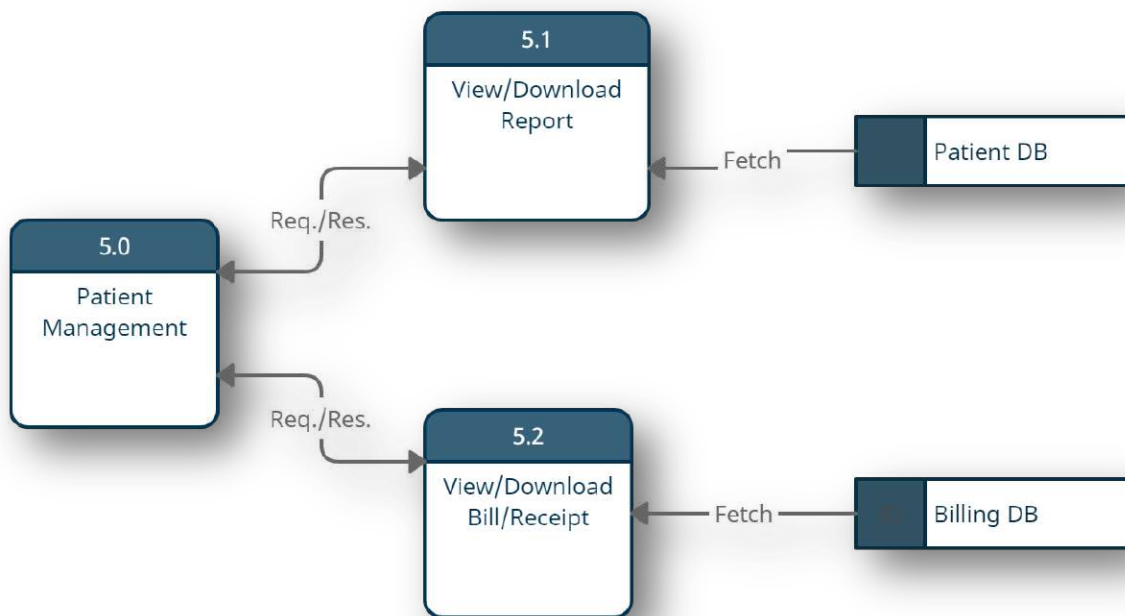 5.1
View/Download
Report
Fetch
Patient DB
Req./Res.
5.0
Patient
Management
Req./Res.
5.2
View/Download
Bill/Receipt
Fetch
Billing DB